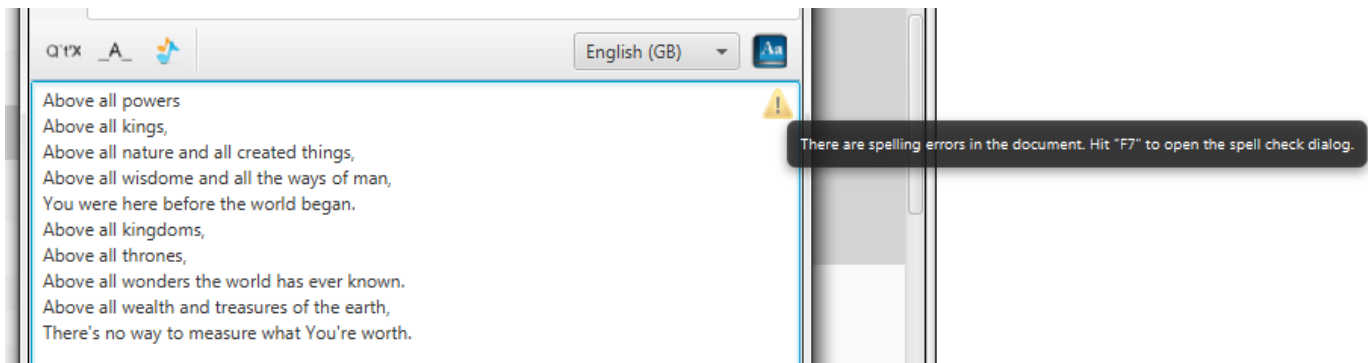 _A_
English (GB)
Aa
Above all powers
Above all kings,
Above all nature and all created things,
Above all wisdome and all the ways of man,
You were here before the world began.
Above all kingdoms,
Above all thrones,
Above all wonders the world has ever known.
Above all wealth and treasures of the earth,
There's no way to measure what You're worth.
There are spelling errors in the document. Hit "F7" to open the spell check dialog.